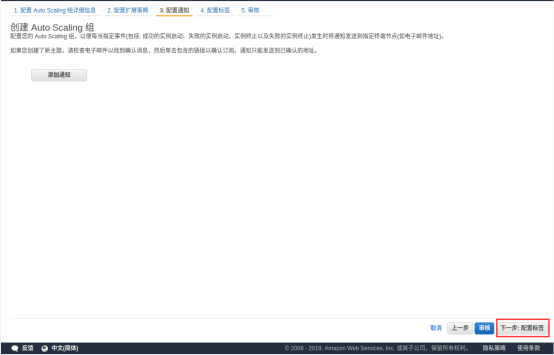 1. 配置 Auto Scaling 组详细信息 2. 配置扩展策略 3. 配置通知 4. 配置标签 5. 审核
创建 Auto Scaling 组
配置您的 Auto Scaling 组，以便每当指定事件(包括: 成功的实例启动、失败的实例启动、实例终止以及失败的实例终止)发生时将通知发送到指定终端节点(如电子邮件地址)。
如果您创建了新主题，请检查电子邮件以找到确认消息，然后单击包含的链接以确认订阅。通知只能发送到已确认的地址。
添加通知
取消 上一步 审核 下一步: 配置标签
反馈 中文(简体) © 2008 - 2019, Amazon Web Services, Inc. 或其子公司。保留所有权利。 隐私策略 使用条款